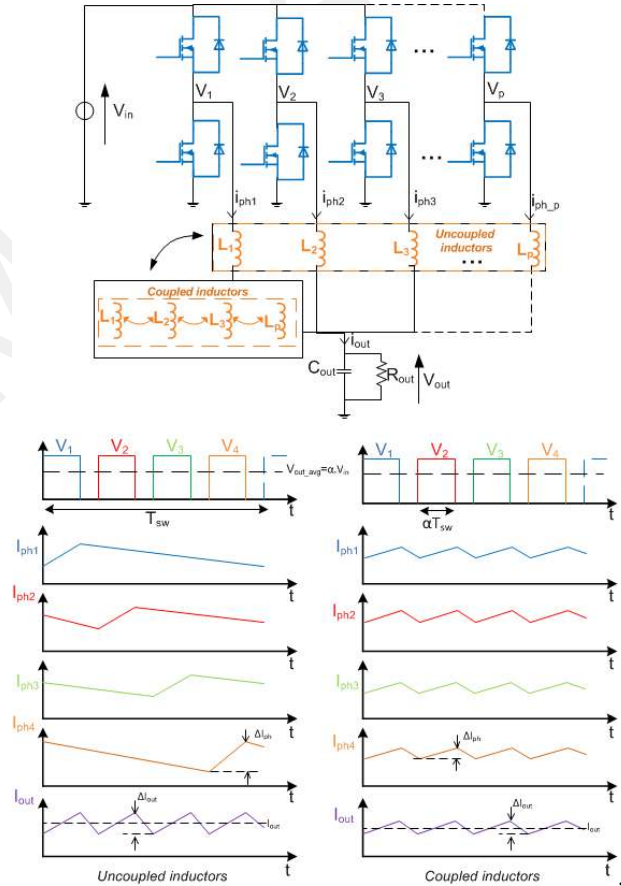 V1 V2 V3 ... Vp
Vin
...
iph1 iph2 iph3 iph_p
L1 L2 L3 Uncoupled inductors ... Lp
Coupled inductors
L1 L2 L3 Lp
iout
Cout Rout Vout
V1 V2 V3 V4
Vout_avg=α.Vin
Tsw
t
V1 V2 V3 V4
αTsw
t
Iph1 t
Iph1 t
Iph2 t
Iph2 t
Iph3 t
Iph3 t
Iph4 ΔIph t
Iph4 ΔIph t
Iout ΔIout Iout t
Iout ΔIout Iout t
Uncoupled inductors
Coupled inductors